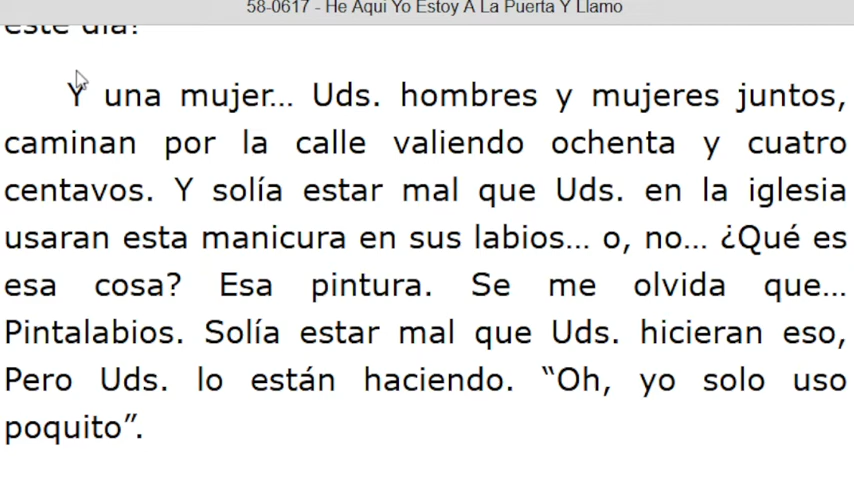 58-0617 - He Aquí Yo Estoy A La Puerta Y Llamo
este día?
Y una mujer... Uds. hombres y mujeres juntos,
caminan por la calle valiendo ochenta y cuatro
centavos. Y solía estar mal que Uds. en la iglesia
usaran esta manicura en sus labios... o, no... ¿Qué es
esa cosa? Esa pintura. Se me olvida que...
Pintalabios. Solía estar mal que Uds. hicieran eso,
Pero Uds. lo están haciendo. “Oh, yo solo uso
poquito”.